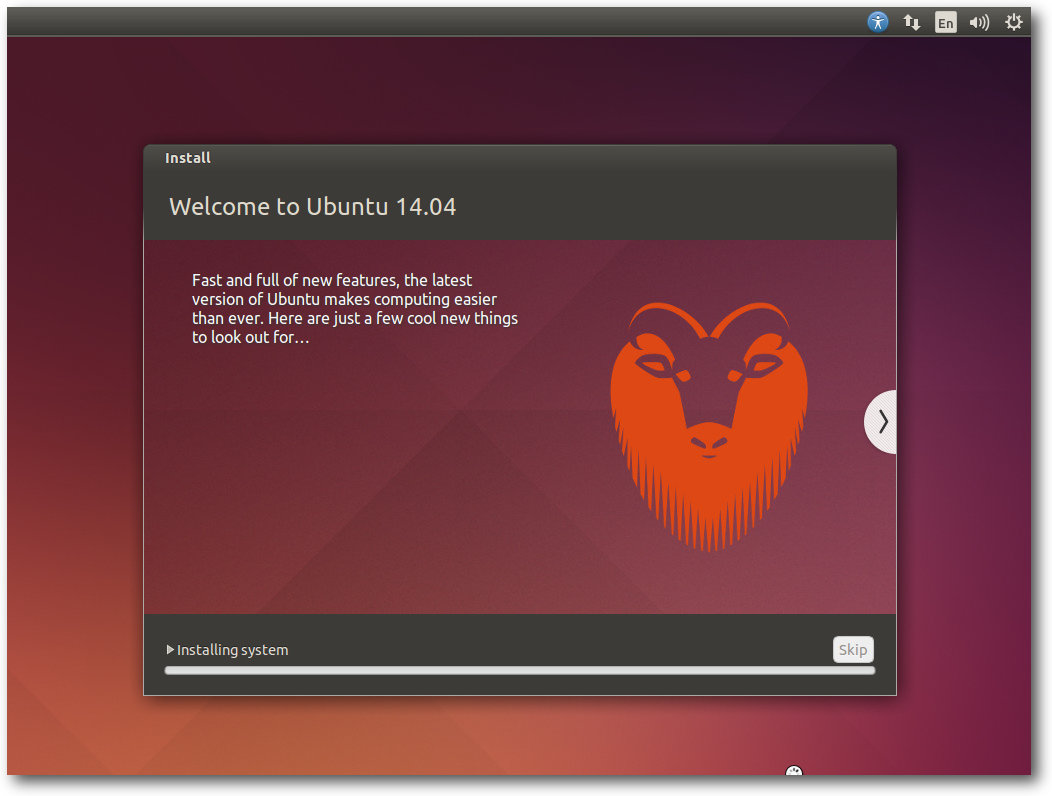 En
Install
Welcome to Ubuntu 14.04
Fast and full of new features, the latest
version of Ubuntu makes computing easier
than ever. Here are just a few cool new things
to look out for…
Installing system
Skip